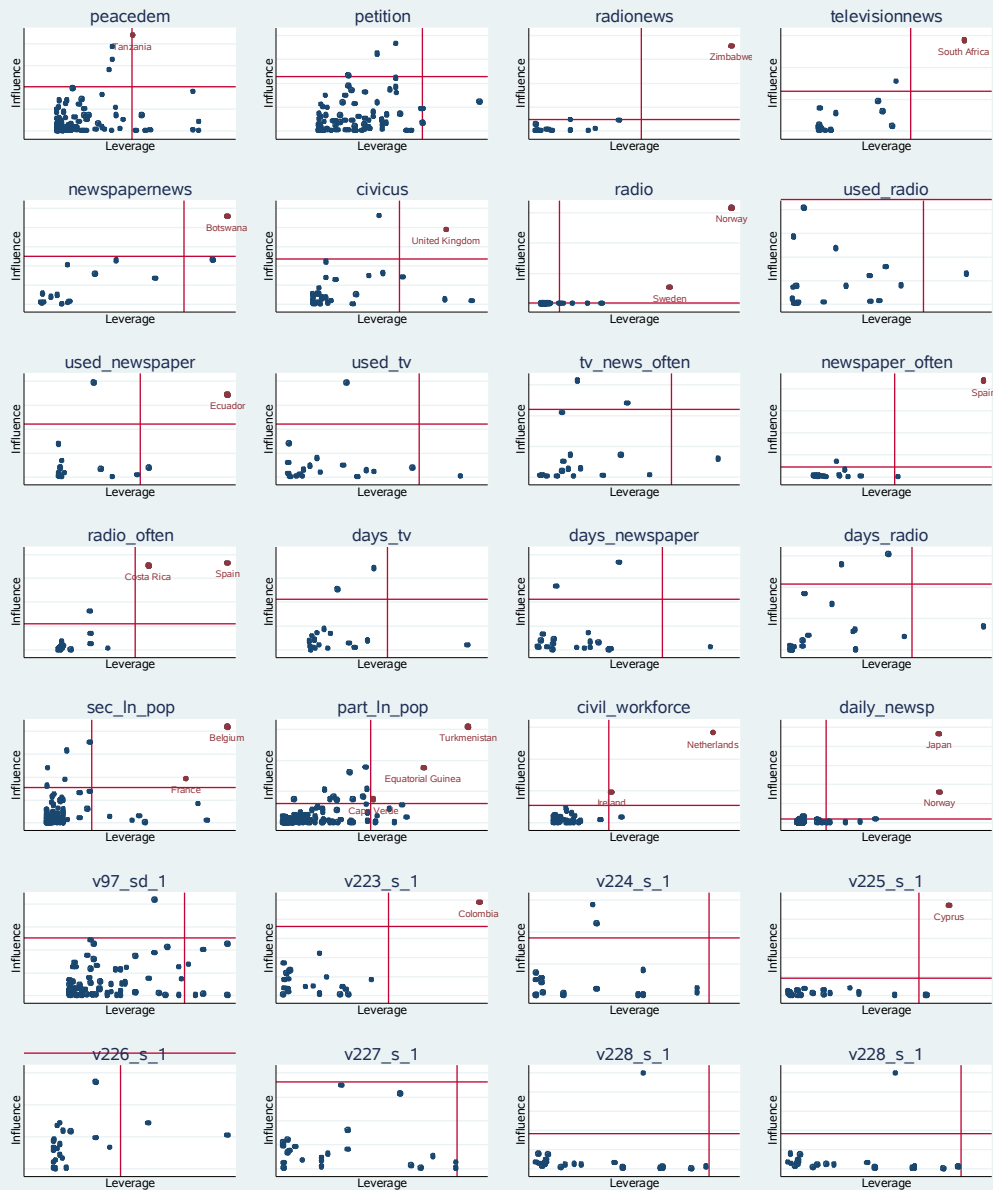 peacedem petition radionews televisionnews
Influence Tanzania Influence Influence Zimbabwe Influence South Africa
Leverage Leverage Leverage Leverage
newspapernews civicus radio used_radio
Influence Botswana Influence United Kingdom Influence Norway Sweden Influence
Leverage Leverage Leverage Leverage
used_newspaper used_tv tv_news_often newspaper_often
Influence Ecuador Influence Influence Influence Spain
Leverage Leverage Leverage Leverage
radio_often days_tv days_newspaper days_radio
Influence Costa Rica Spain Influence Influence Influence
Leverage Leverage Leverage Leverage
sec_ln_pop part_ln_pop civil_workforce daily_newsp
Influence Belgium France Influence Turkmenistan Equatorial Guinea Cape Verde Influence Netherlands Ireland Influence Japan Norway
Leverage Leverage Leverage Leverage
v97_sd_1 v223_s_1 v224_s_1 v225_s_1
Influence Influence Colombia Influence Influence Cyprus
Leverage Leverage Leverage Leverage
v226_s_1 v227_s_1 v228_s_1 v228_s_1
Influence Influence Influence Influence
Leverage Leverage Leverage Leverage